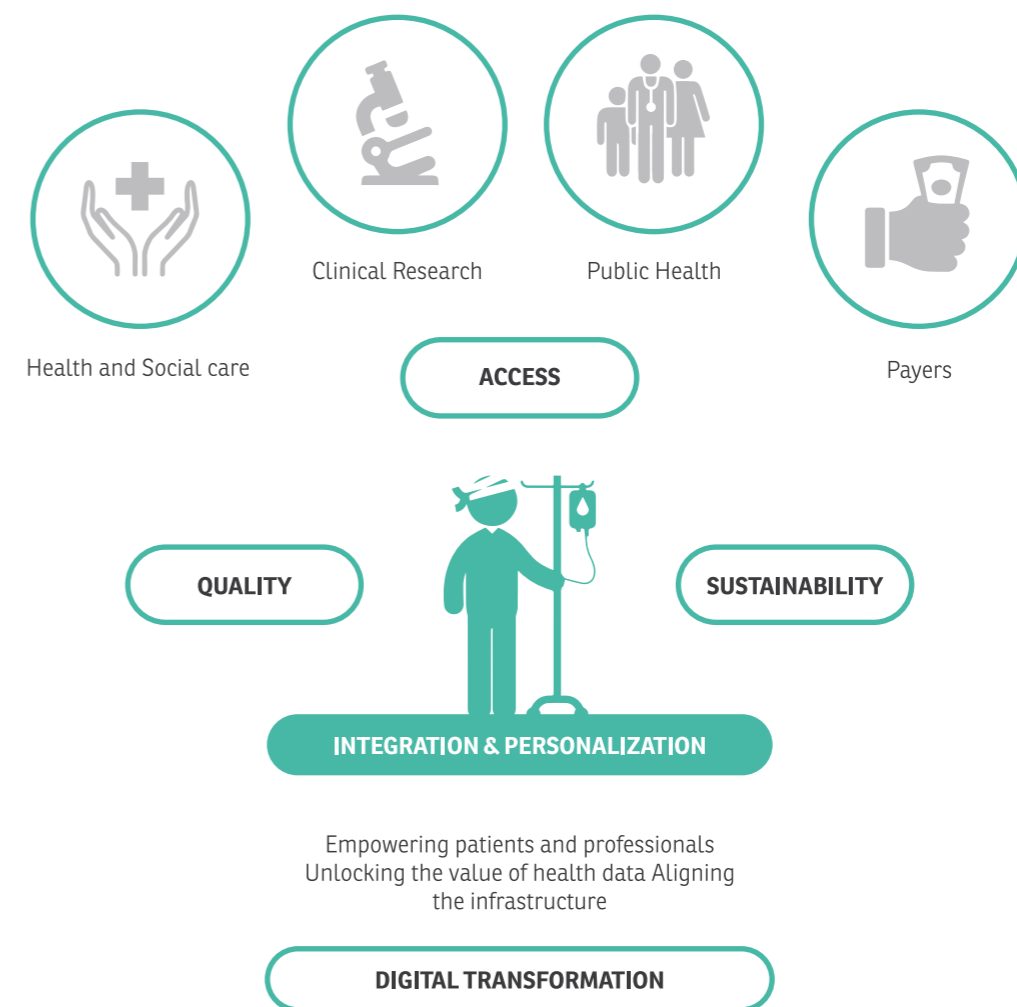 Clinical Research
Public Health
Health and Social care
Payers
ACCESS
QUALITY
SUSTAINABILITY
INTEGRATION & PERSONALIZATION
Empowering patients and professionals
Unlocking the value of health data Aligning
the infrastructure
DIGITAL TRANSFORMATION